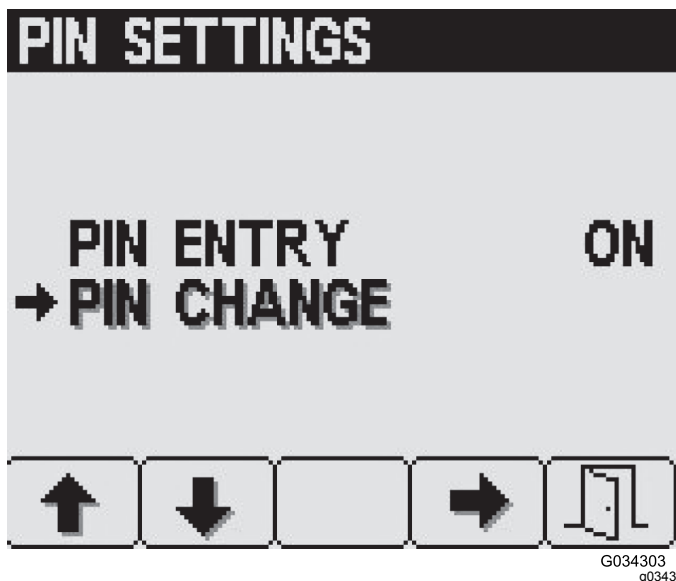 PIN SETTINGS
PIN ENTRY ON
PIN CHANGE
G034303
g0343